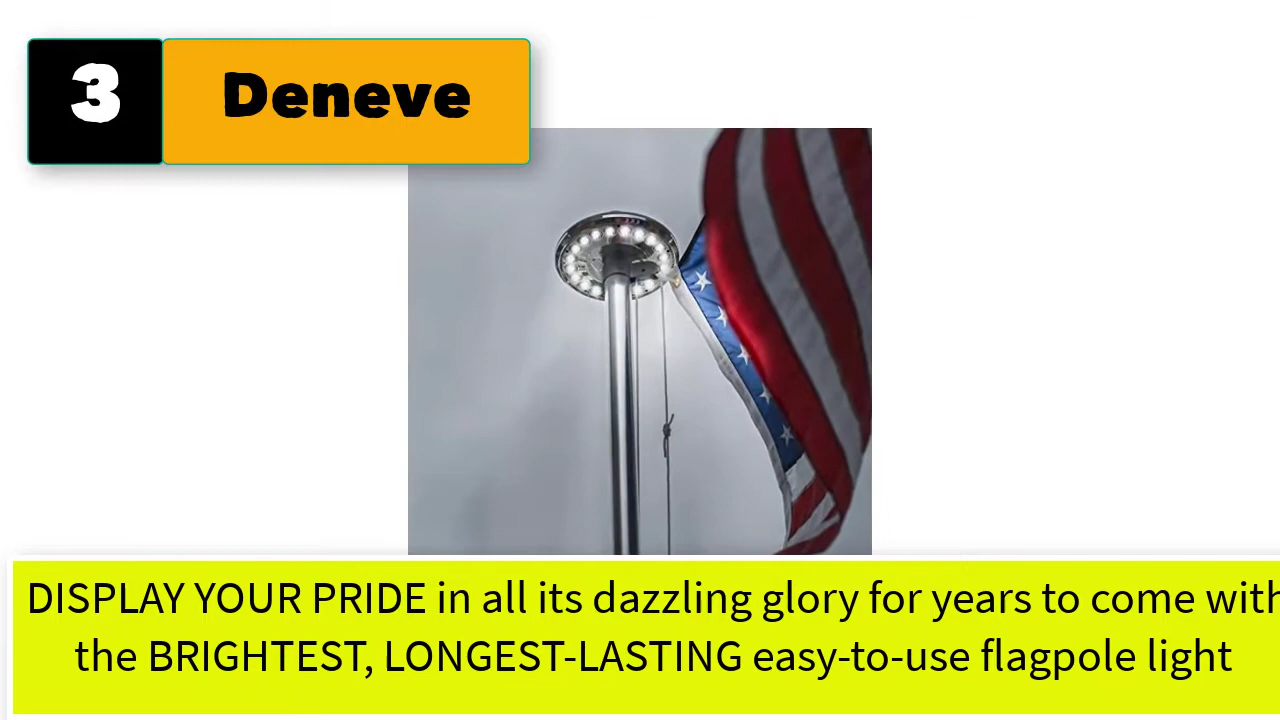 3 Deneve
DISPLAY YOUR PRIDE in all its dazzling glory for years to come with
the BRIGHTEST, LONGEST-LASTING easy-to-use flagpole light